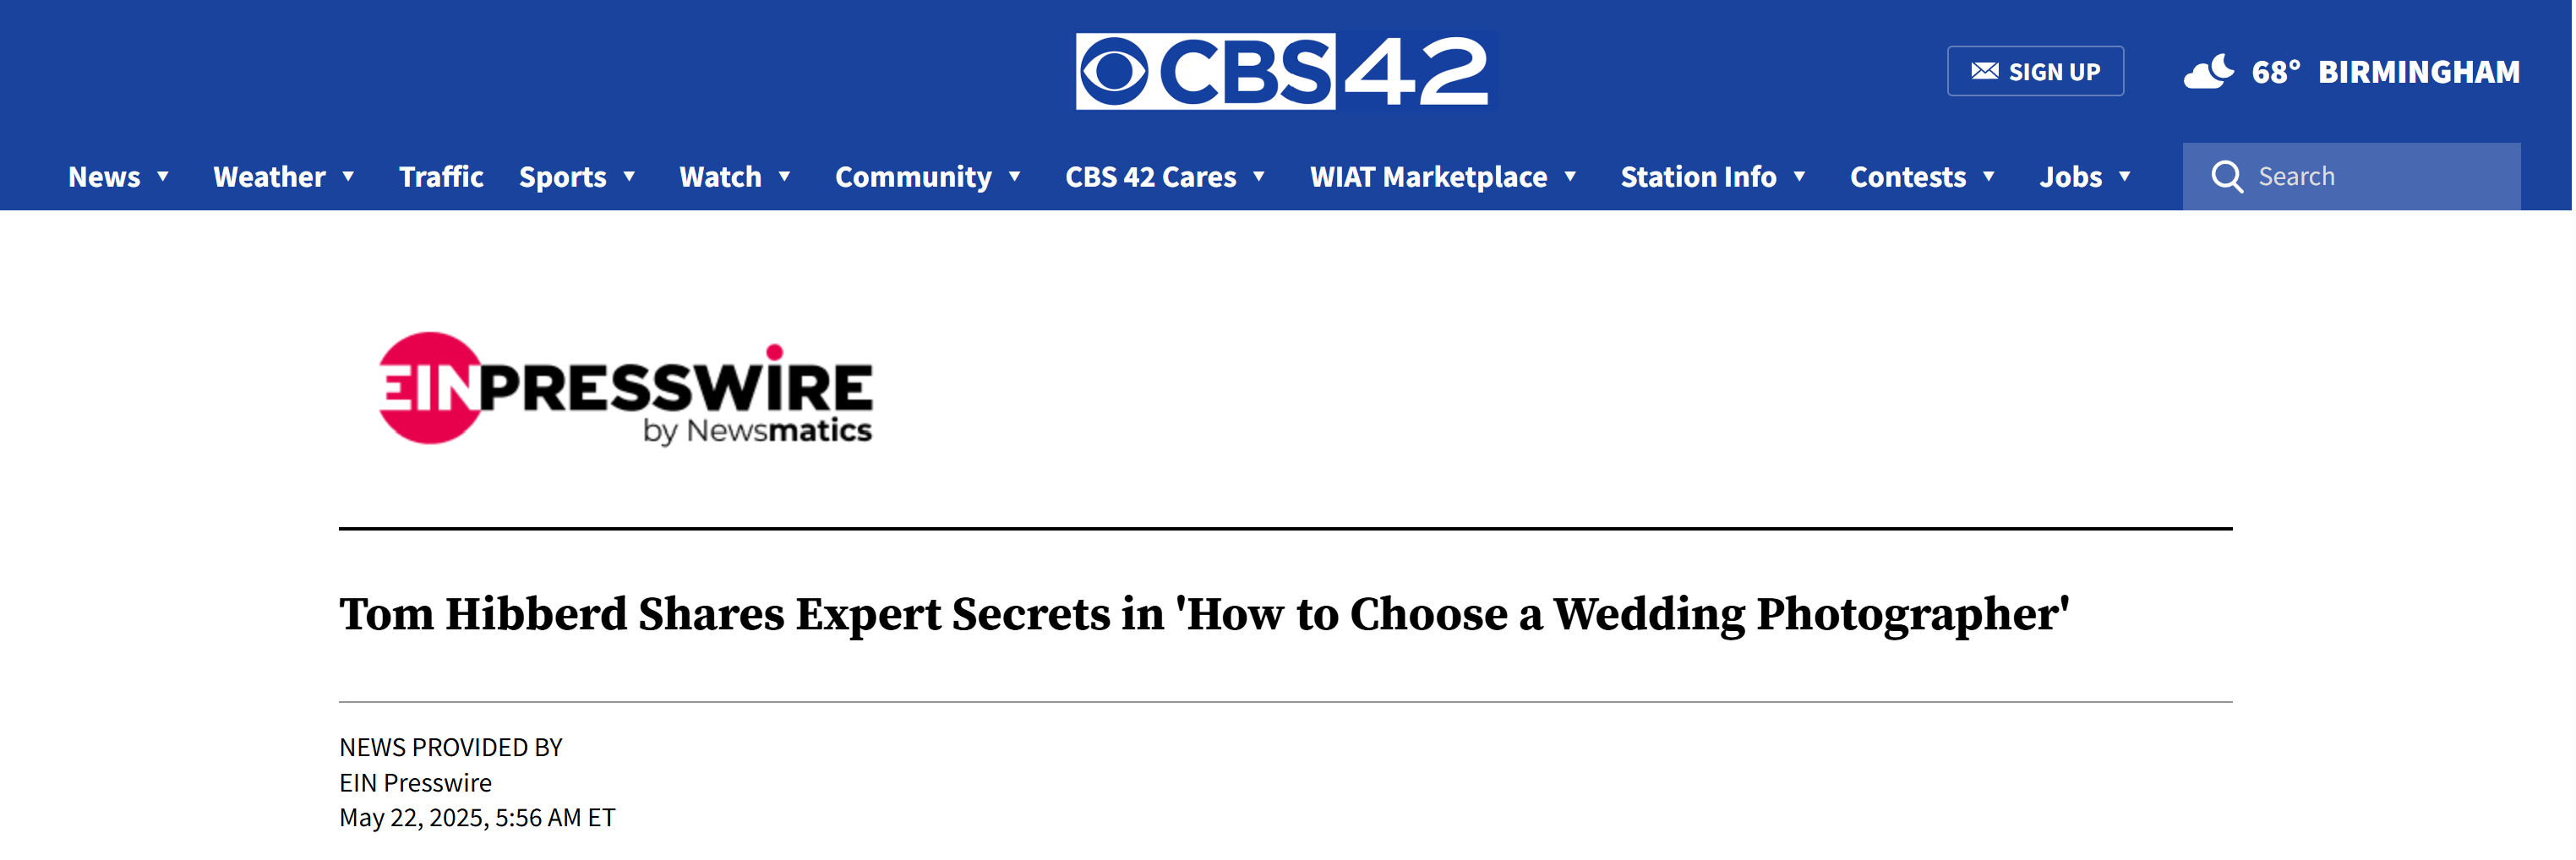 CBS 42
SIGN UP
68° BIRMINGHAM
News Weather Traffic Sports Watch Community CBS 42 Cares WIAT Marketplace Station Info Contests Jobs Search
EINPRESSWIRE
by Newsmatics
Tom Hibberd Shares Expert Secrets in 'How to Choose a Wedding Photographer'
NEWS PROVIDED BY
EIN Presswire
May 22, 2025, 5:56 AM ET